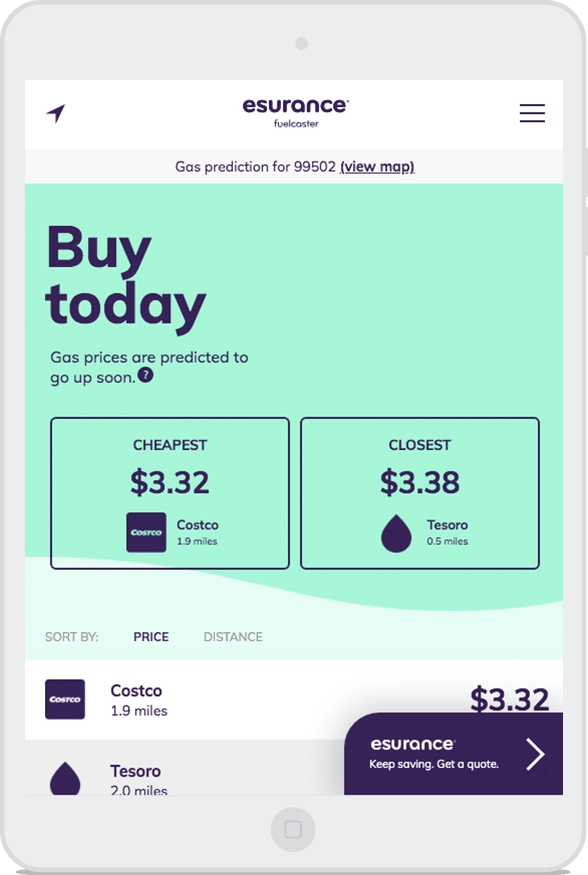 esurance
fuelcaster
Gas prediction for 99502 (view map)
Buy
today
Gas prices are predicted to
go up soon. ?
CHEAPEST
$3.32
COSTCO
Costco
1.9 miles
CLOSEST
$3.38
Tesoro
0.5 miles
SORT BY: PRICE DISTANCE
COSTCO
Costco
1.9 miles
$3.32
Tesoro
2.0 miles
esurance
Keep saving. Get a quote.